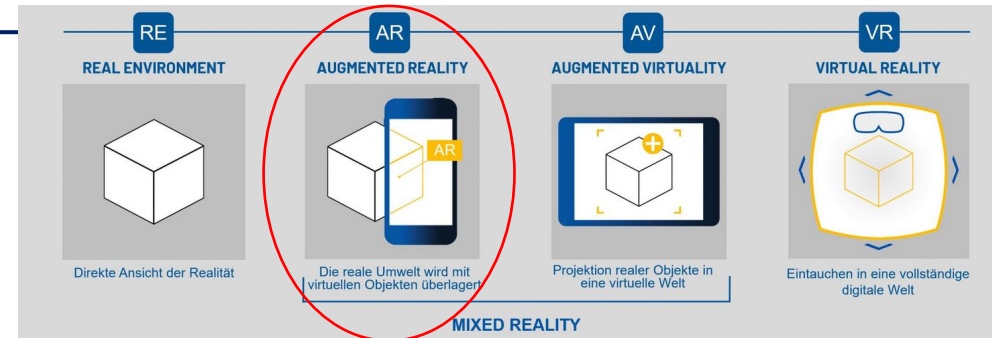 RE
AR
AV
VR
REAL ENVIRONMENT
AUGMENTED REALITY
AUGMENTED VIRTUALITY
VIRTUAL REALITY
AR
Direkte Ansicht der Realität
Die reale Umwelt wird mit
virtuellen Objekten überlagert
Projektion realer Objekte in
eine virtuelle Welt
Eintauchen in eine vollständige
digitale Welt
MIXED REALITY